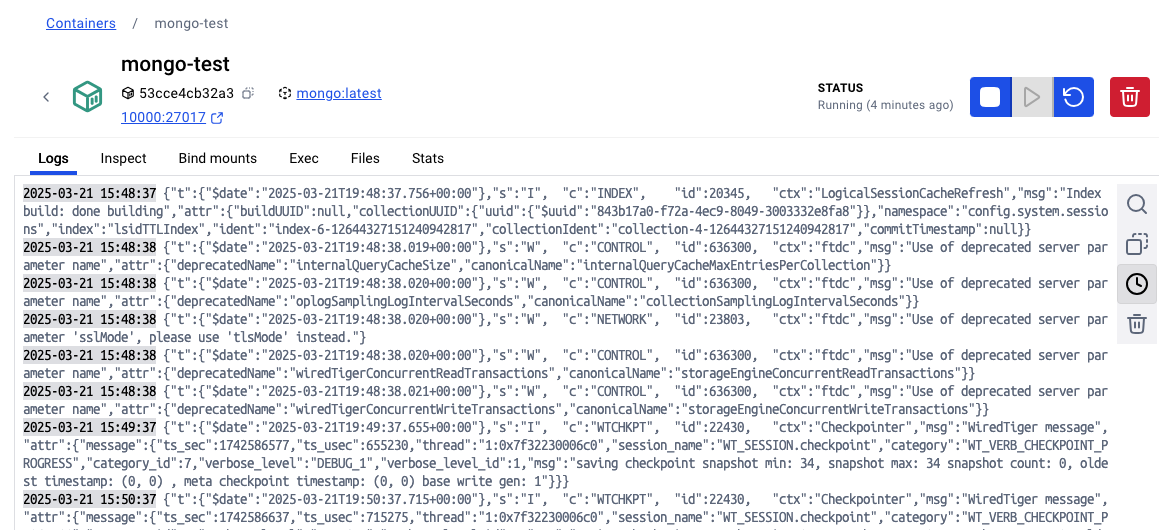 Containers / mongo-test
mongo-test
53cce4cb32a3 mongo:latest
10000:27017
STATUS
Running (4 minutes ago)
Logs Inspect Bind mounts Exec Files Stats
2025-03-21 15:48:37 {"t":{"$date":"2025-03-21T19:48:37.756+00:00"},"s":"I", "c":"INDEX", "id":20345, "ctx":"LogicalSessionCacheRefresh","msg":"Index
build: done building","attr":{"buildUUID":null,"collectionUUID":{"uuid":{"$uuid":"843b17a0-f72a-4ec9-8049-3003332e8fa8"}},"namespace":"config.system.sessio
ns","index":"lsidTTLIndex","ident":"index-6-12644327151240942817","collectionIdent":"collection-4-12644327151240942817","commitTimestamp":null}}
2025-03-21 15:48:38 {"t":{"$date":"2025-03-21T19:48:38.019+00:00"},"s":"W", "c":"CONTROL", "id":636300, "ctx":"ftdc","msg":"Use of deprecated server par
ameter name","attr":{"deprecatedName":"internalQueryCacheSize","canonicalName":"internalQueryCacheMaxEntriesPerCollection"}}
2025-03-21 15:48:38 {"t":{"$date":"2025-03-21T19:48:38.020+00:00"},"s":"W", "c":"CONTROL", "id":636300, "ctx":"ftdc","msg":"Use of deprecated server par
ameter name","attr":{"deprecatedName":"oplogSamplingLogIntervalSeconds","canonicalName":"collectionSamplingLogIntervalSeconds"}}
2025-03-21 15:48:38 {"t":{"$date":"2025-03-21T19:48:38.020+00:00"},"s":"W", "c":"NETWORK", "id":23803, "ctx":"ftdc","msg":"Use of deprecated server par
ameter 'sslMode', please use 'tlsMode' instead."}
2025-03-21 15:48:38 {"t":{"$date":"2025-03-21T19:48:38.020+00:00"},"s":"W", "c":"CONTROL", "id":636300, "ctx":"ftdc","msg":"Use of deprecated server par
ameter name","attr":{"deprecatedName":"wiredTigerConcurrentReadTransactions","canonicalName":"storageEngineConcurrentReadTransactions"}}
2025-03-21 15:48:38 {"t":{"$date":"2025-03-21T19:48:38.021+00:00"},"s":"W", "c":"CONTROL", "id":636300, "ctx":"ftdc","msg":"Use of deprecated server par
ameter name","attr":{"deprecatedName":"wiredTigerConcurrentWriteTransactions","canonicalName":"storageEngineConcurrentWriteTransactions"}}
2025-03-21 15:49:37 {"t":{"$date":"2025-03-21T19:49:37.655+00:00"},"s":"I", "c":"WTCHKPT", "id":22430, "ctx":"Checkpointer","msg":"WiredTiger message",
"attr":{"message":{"ts_sec":1742586577,"ts_usec":655230,"thread":"1:0x7f32230006c0","session_name":"WT_SESSION.checkpoint","category":"WT_VERB_CHECKPOINT_P
ROGRESS","category_id":7,"verbose_level":"DEBUG_1","verbose_level_id":1,"msg":"saving checkpoint snapshot min: 34, snapshot max: 34 snapshot count: 0, olde
st timestamp: (0, 0) , meta checkpoint timestamp: (0, 0) base write gen: 1"}}}
2025-03-21 15:50:37 {"t":{"$date":"2025-03-21T19:50:37.715+00:00"},"s":"I", "c":"WTCHKPT", "id":22430, "ctx":"Checkpointer","msg":"WiredTiger message",
"attr":{"message":{"ts_sec":1742586637,"ts_usec":715275,"thread":"1:0x7f32230006c0","session_name":"WT_SESSION.checkpoint","category":"WT_VERB_CHECKPOINT_P